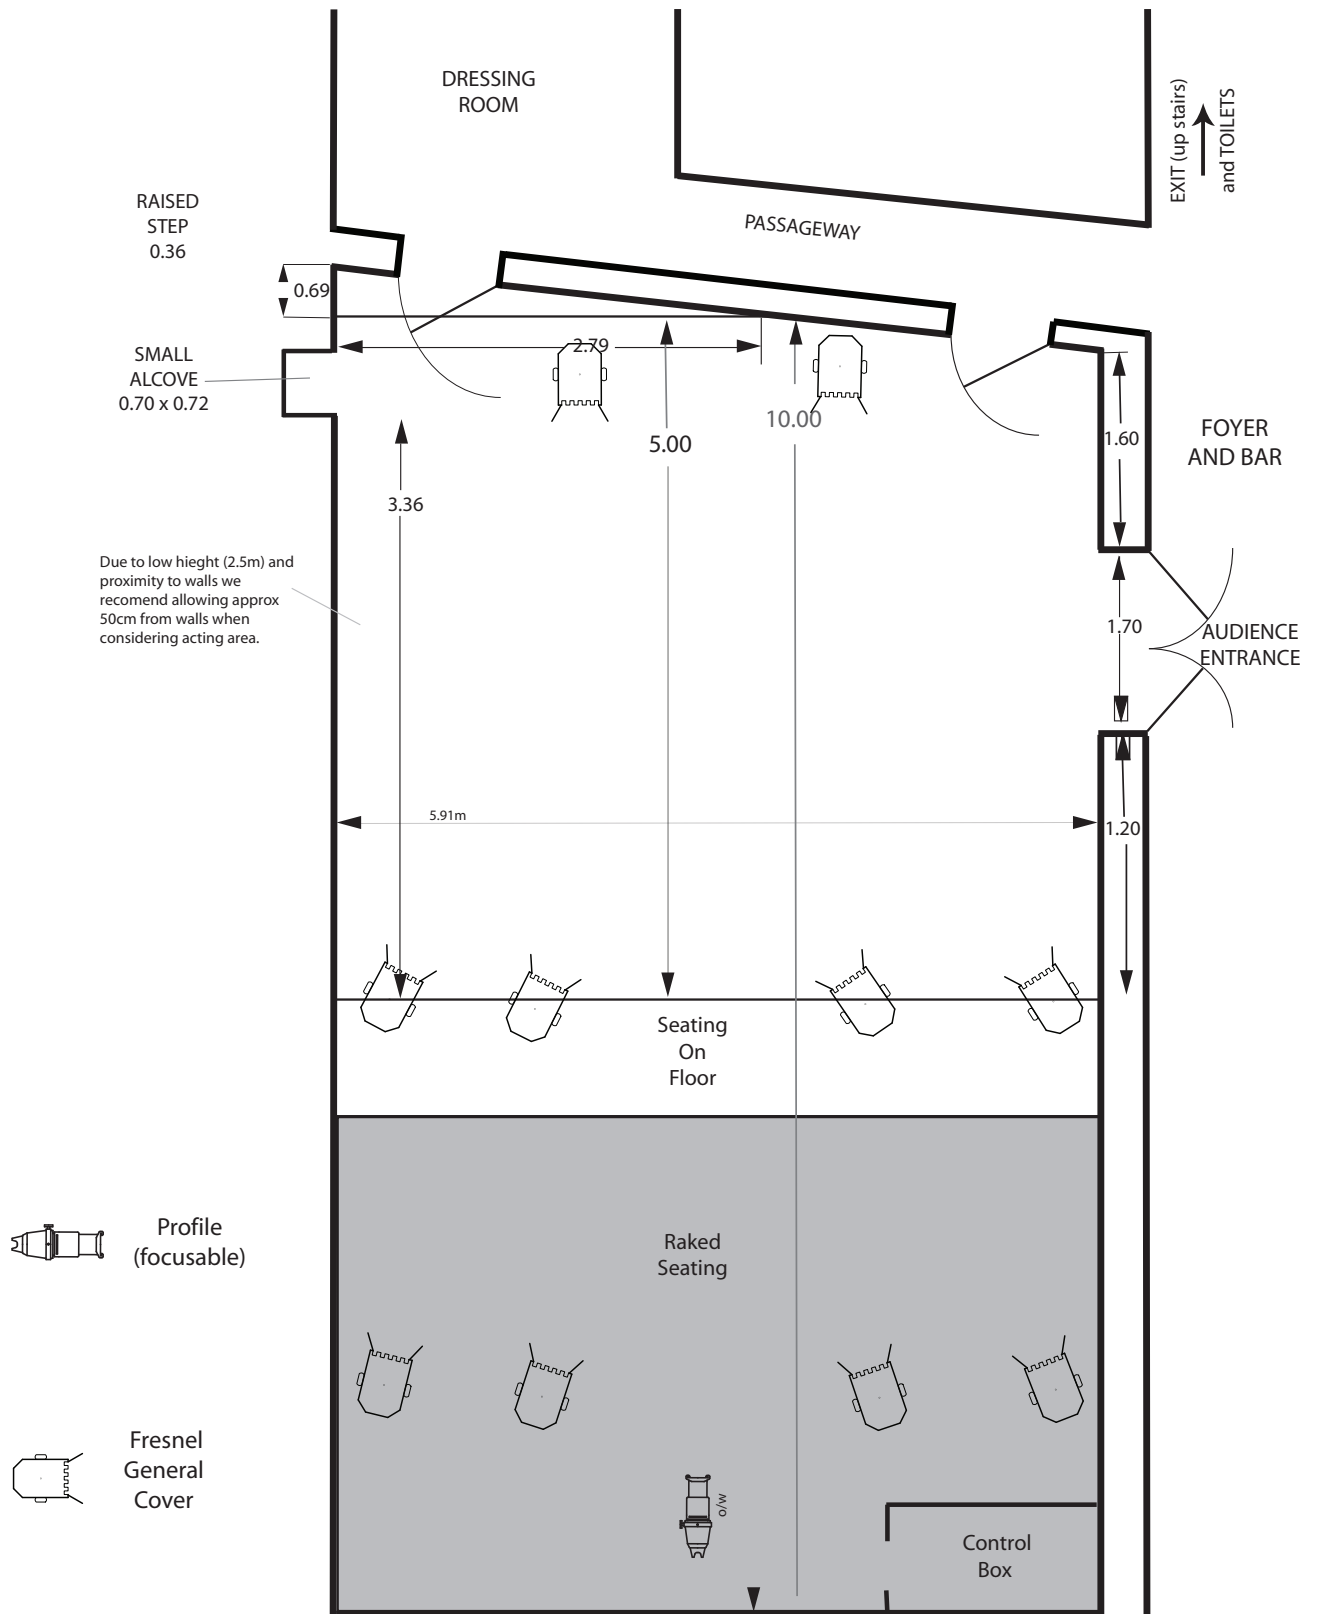 DRESSING
ROOM
EXIT (up stairs)
and TOILETS
RAISED
STEP
0.36
PASSAGEWAY
0.69
2.79
SMALL
ALCOVE
0.70 x 0.72
10.00
5.00
1.60
FOYER
AND BAR
3.36
Due to low hieght (2.5m) and
proximity to walls we
recomend allowing approx
50cm from walls when
considering acting area.
1.70
AUDIENCE
ENTRANCE
5.91m
1.20
Seating
On
Floor
Profile
(focusable)
Raked
Seating
Fresnel
General
Cover
o/w
Control
Box